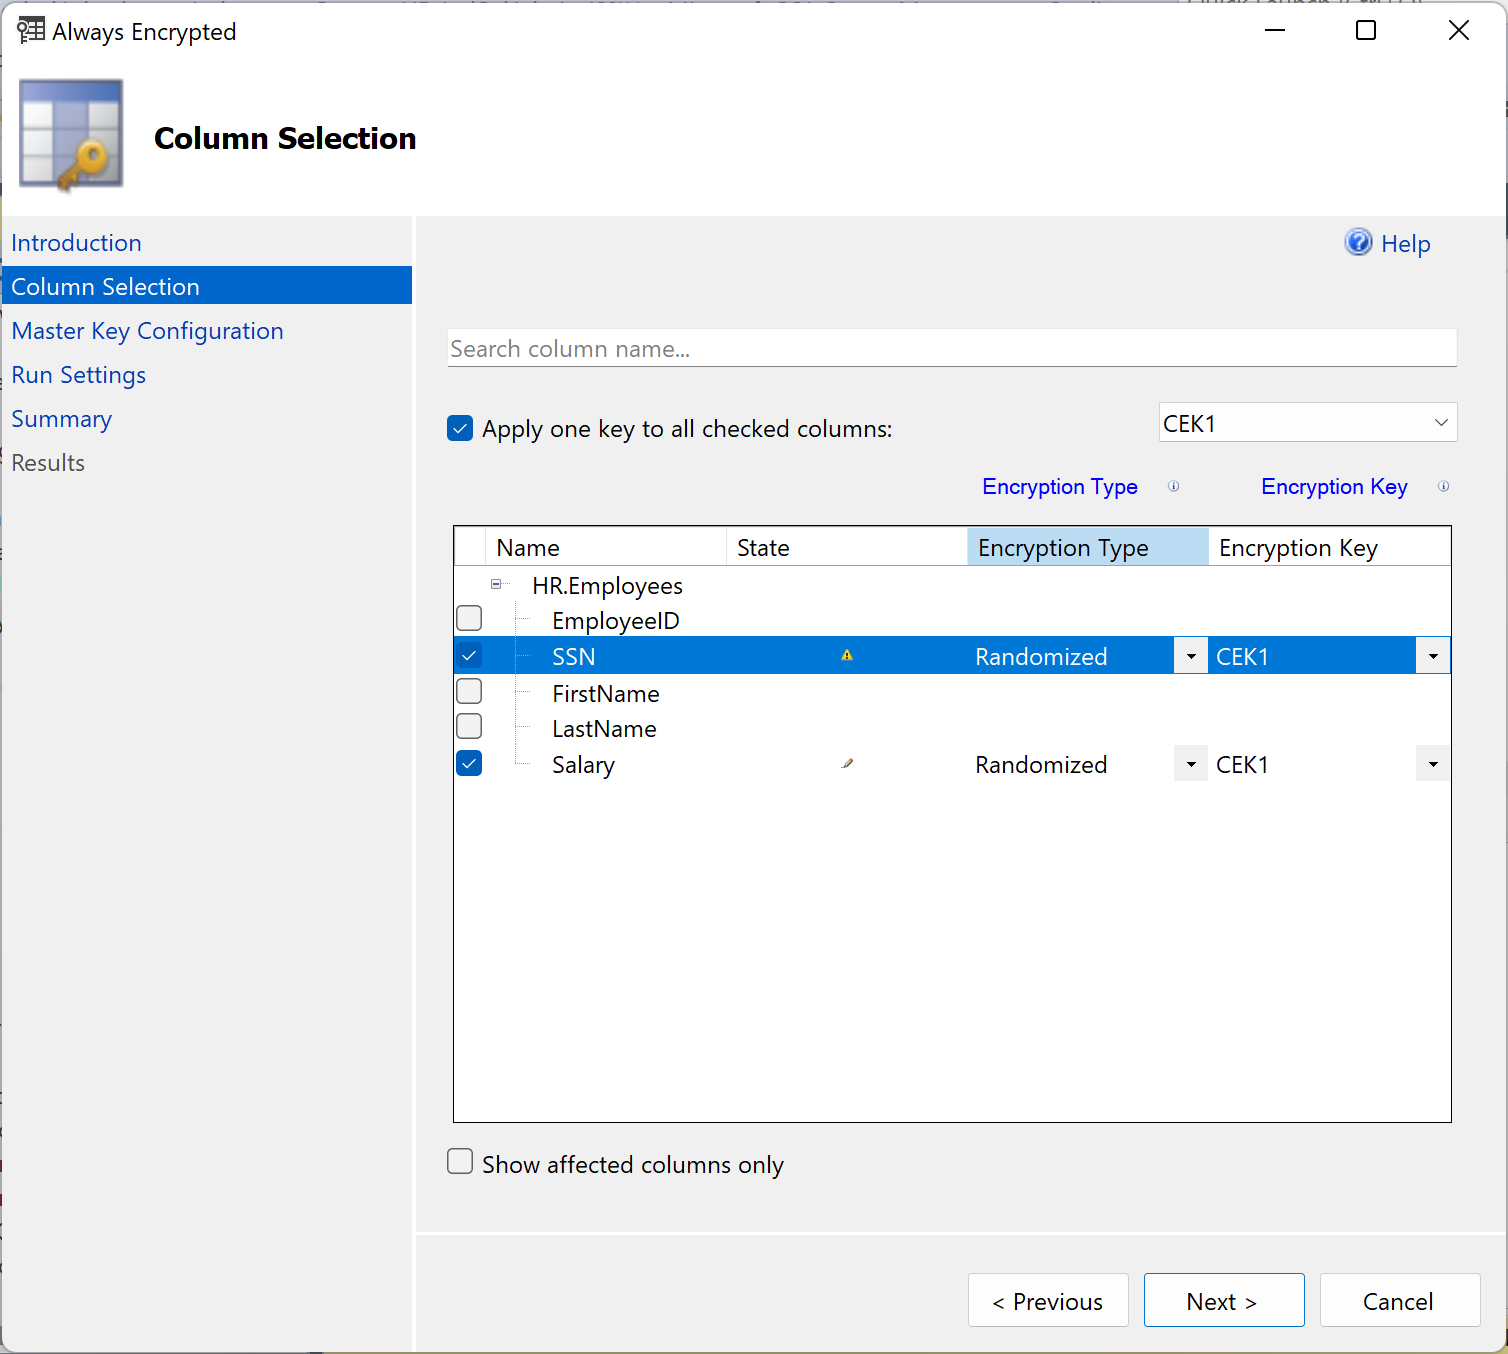 Always Encrypted
Column Selection
Introduction
Column Selection
Master Key Configuration
Run Settings
Summary
Results
Help
Search column name...
Apply one key to all checked columns:
CEK1
Encryption Type
Encryption Key
Name State Encryption Type Encryption Key
HR.Employees
EmployeeID
SSN Randomized CEK1
FirstName
LastName
Salary Randomized CEK1
Show affected columns only
< Previous
Next >
Cancel